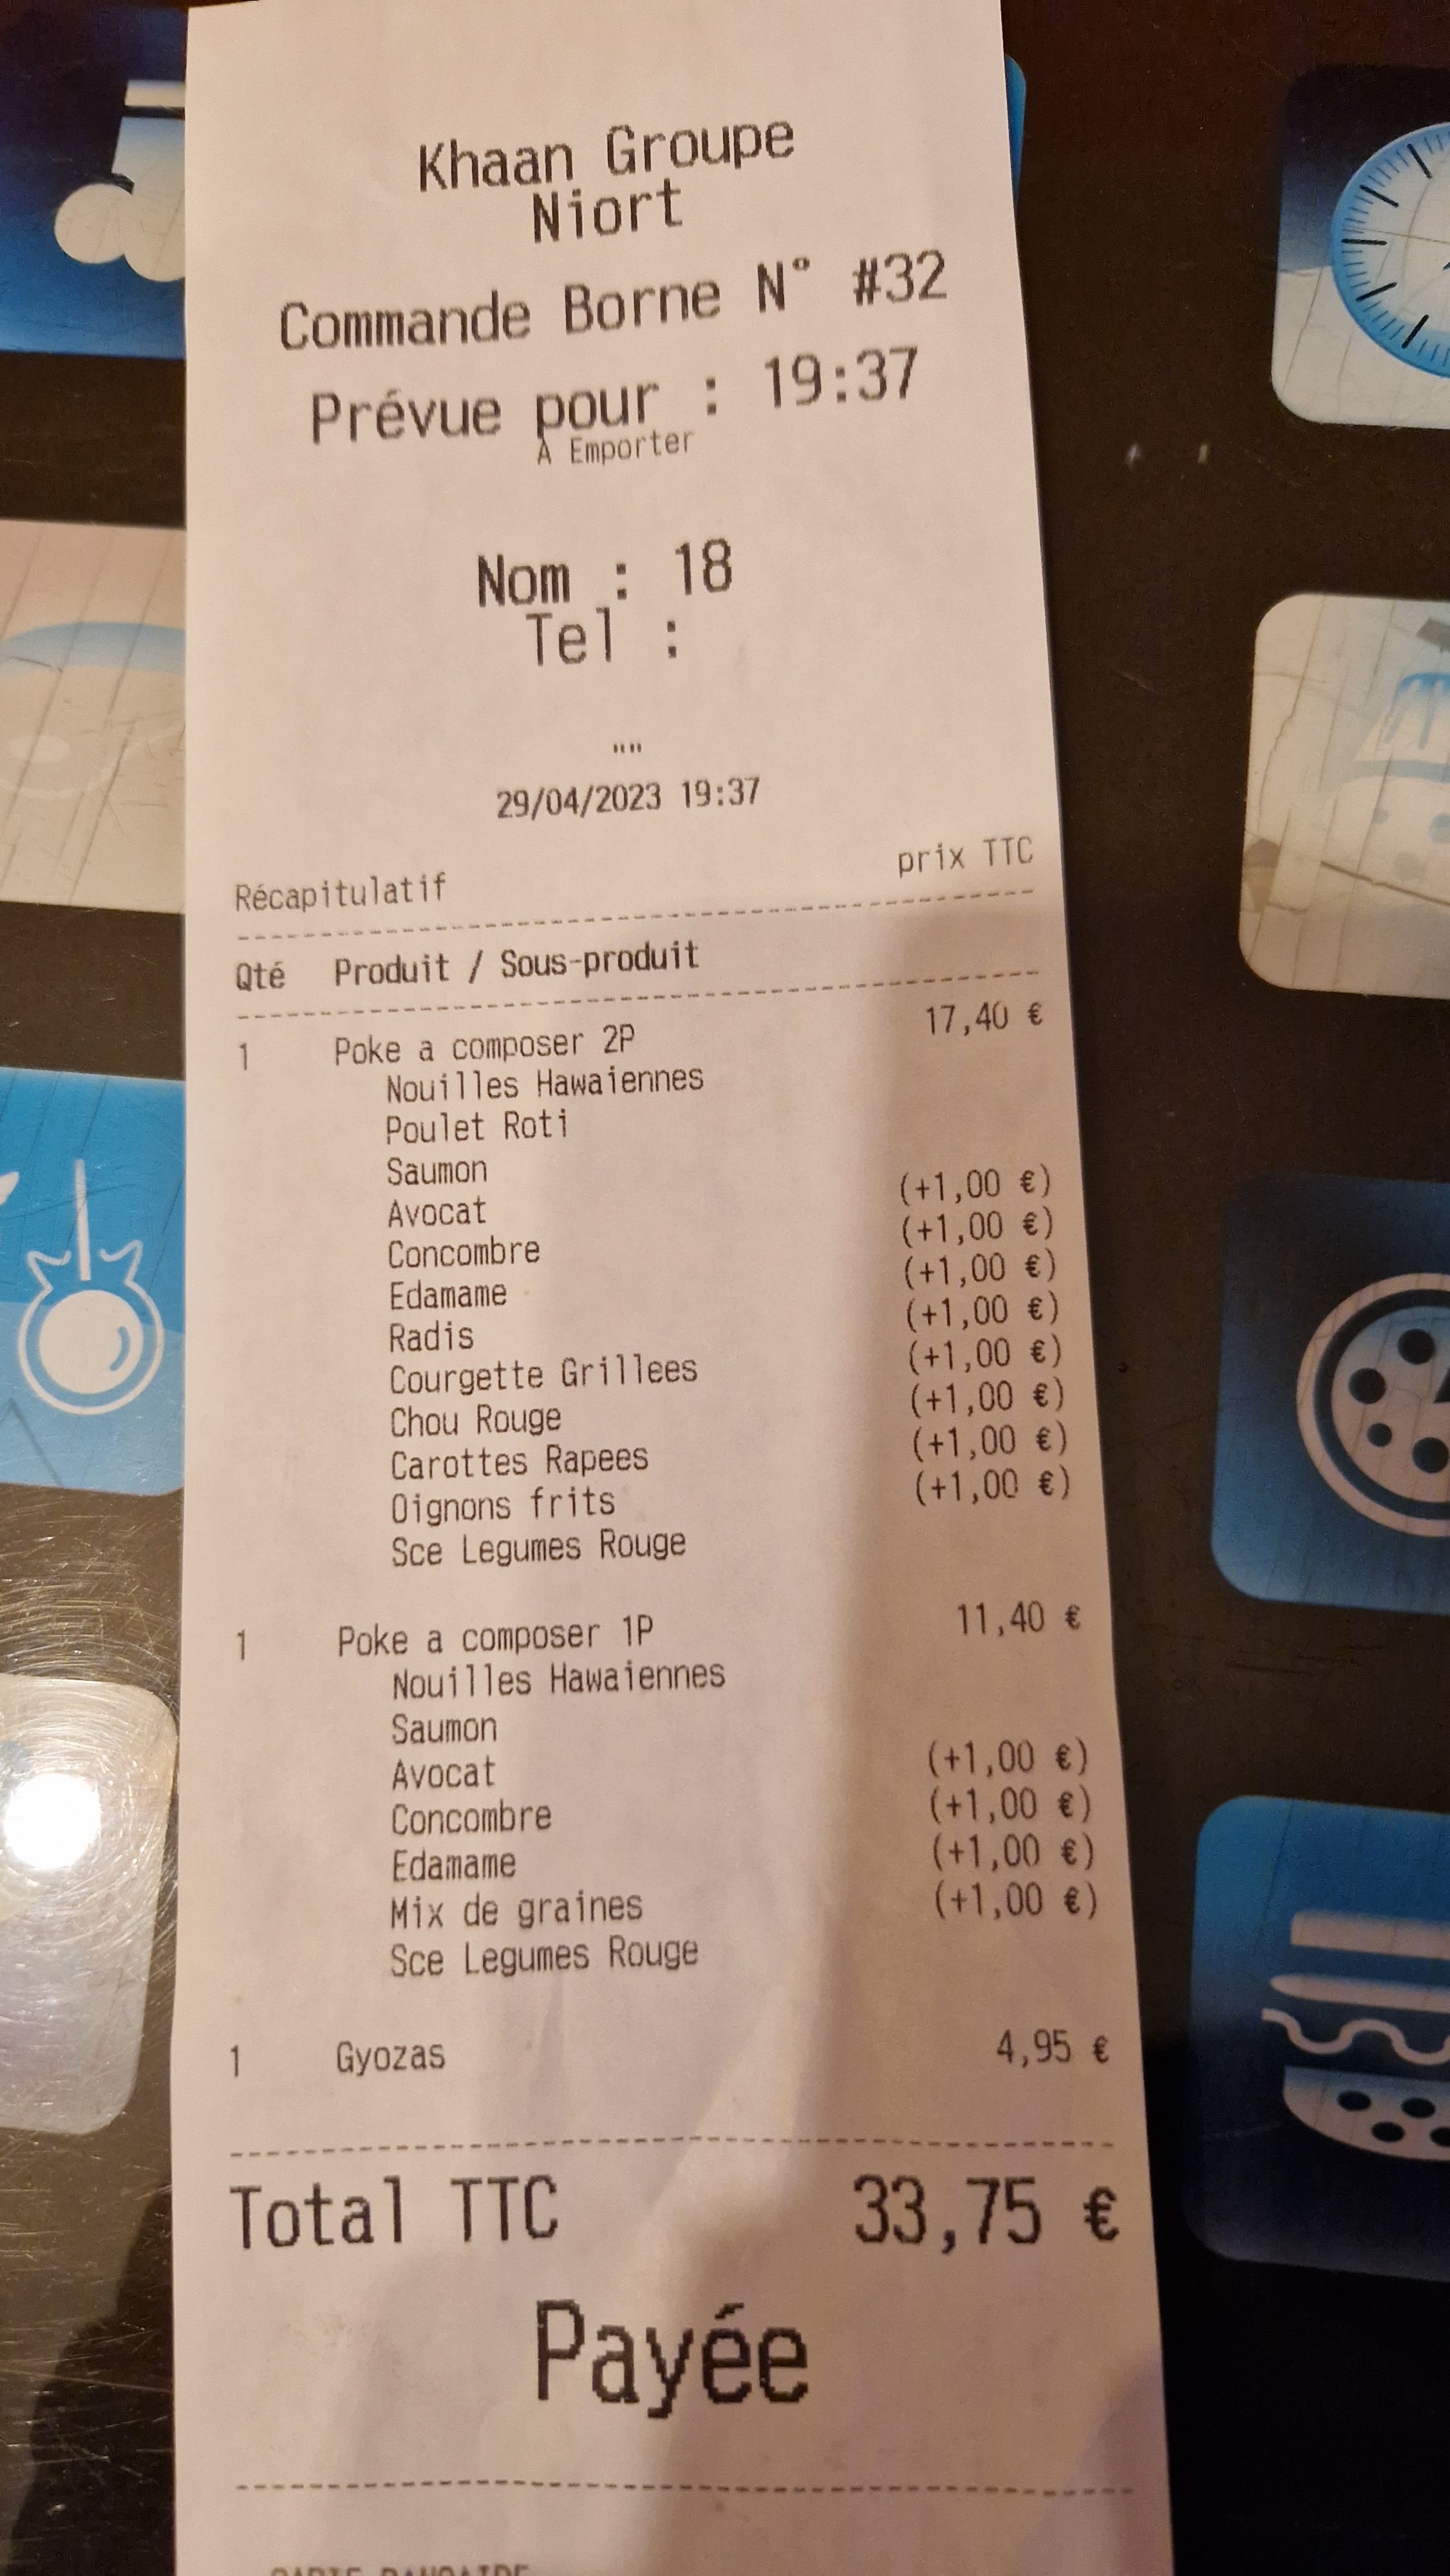 Khaan Groupe
Niort
Commande Borne N° #32
Prévue pour : 19:37
À Emporter
Nom : 18
Tel :
""
29/04/2023 19:37
Récapitulatif prix TTC
Qté Produit / Sous-produit
1 Poke a composer 2P 17,40 €
Nouilles Hawaiennes
Poulet Roti
Saumon
Avocat (+1,00 €)
Concombre (+1,00 €)
Edamame (+1,00 €)
Radis (+1,00 €)
Courgette Grillees (+1,00 €)
Chou Rouge (+1,00 €)
Carottes Rapees (+1,00 €)
Oignons frits (+1,00 €)
Sce Legumes Rouge
1 Poke a composer 1P 11,40 €
Nouilles Hawaiennes
Saumon
Avocat (+1,00 €)
Concombre (+1,00 €)
Edamame (+1,00 €)
Mix de graines (+1,00 €)
Sce Legumes Rouge
1 Gyozas 4,95 €
Total TTC 33,75 €
Payée
CARTE BANCAIRE